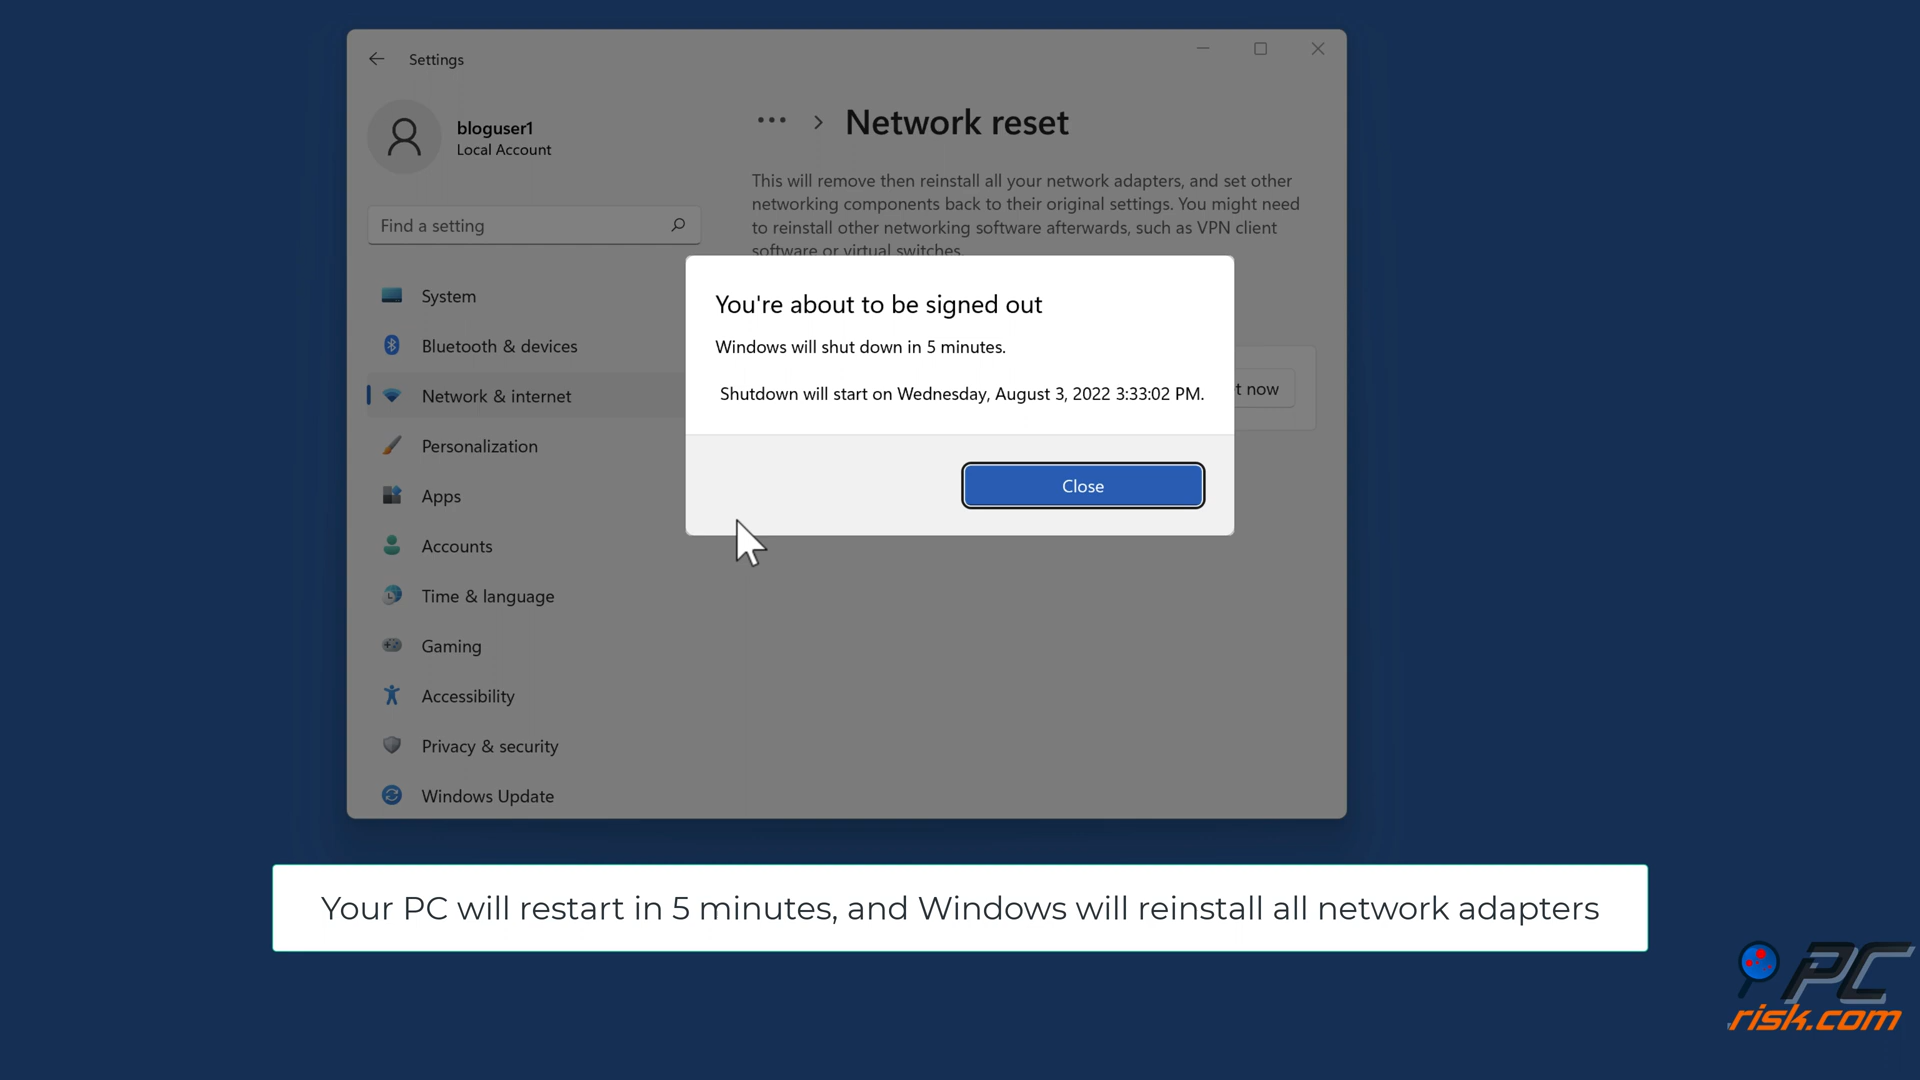 Settings
bloguser1
Local Account
Find a setting
System
Bluetooth & devices
Network & internet
Personalization
Apps
Accounts
Time & language
Gaming
Accessibility
Privacy & security
Windows Update
Network reset
This will remove then reinstall all your network adapters, and set other
networking components back to their original settings. You might need
to reinstall other networking software afterwards, such as VPN client
software or virtual switches.
You're about to be signed out
Windows will shut down in 5 minutes.
Shutdown will start on Wednesday, August 3, 2022 3:33:02 PM.
now
Close
Your PC will restart in 5 minutes, and Windows will reinstall all network adapters
PC
risk.com